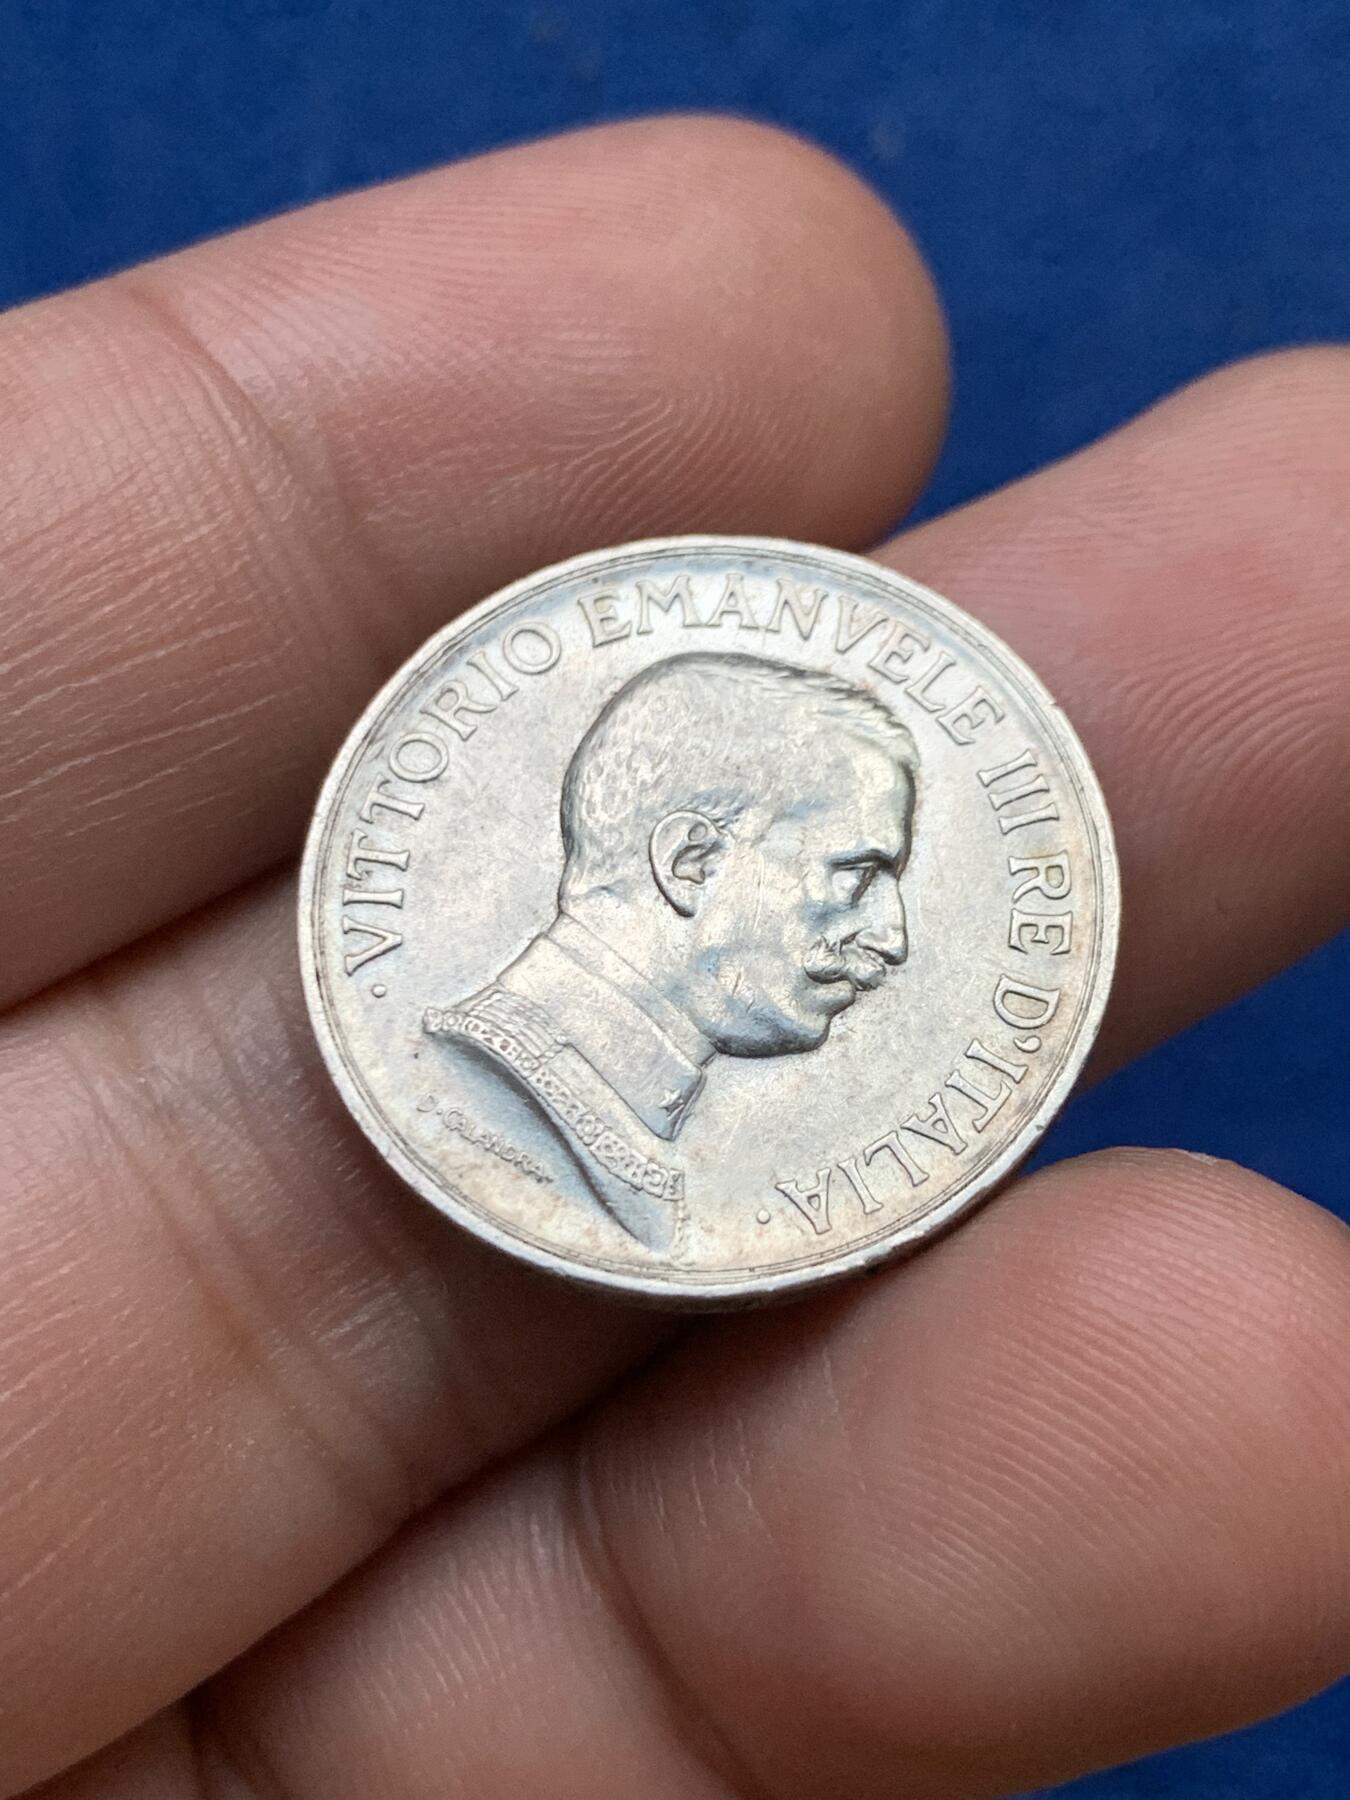 · VITTORIO EMANVELE III RE D'ITALIA ·
D·CALANDRA